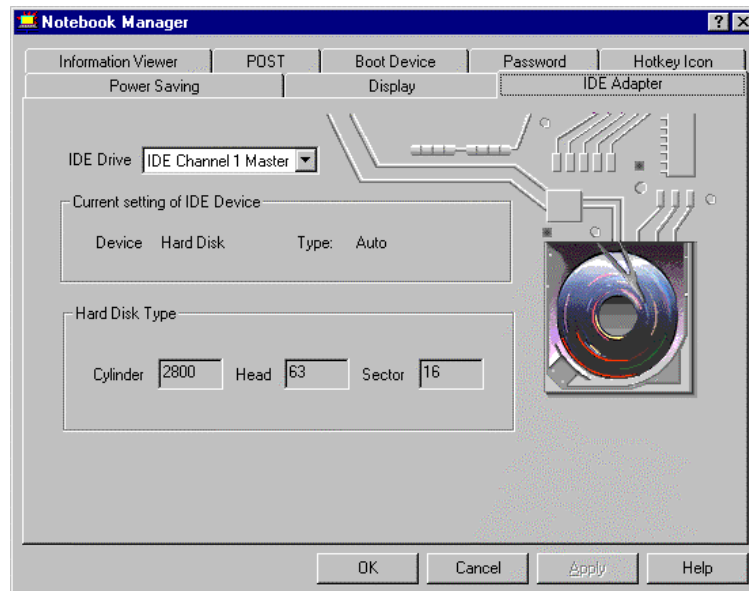 Notebook Manager
Information Viewer POST Boot Device Password Hotkey Icon
Power Saving Display IDE Adapter
IDE Drive IDE Channel 1 Master
Current setting of IDE Device
Device Hard Disk Type: Auto
Hard Disk Type
Cylinder 2800 Head 63 Sector 16
OK Cancel Apply Help